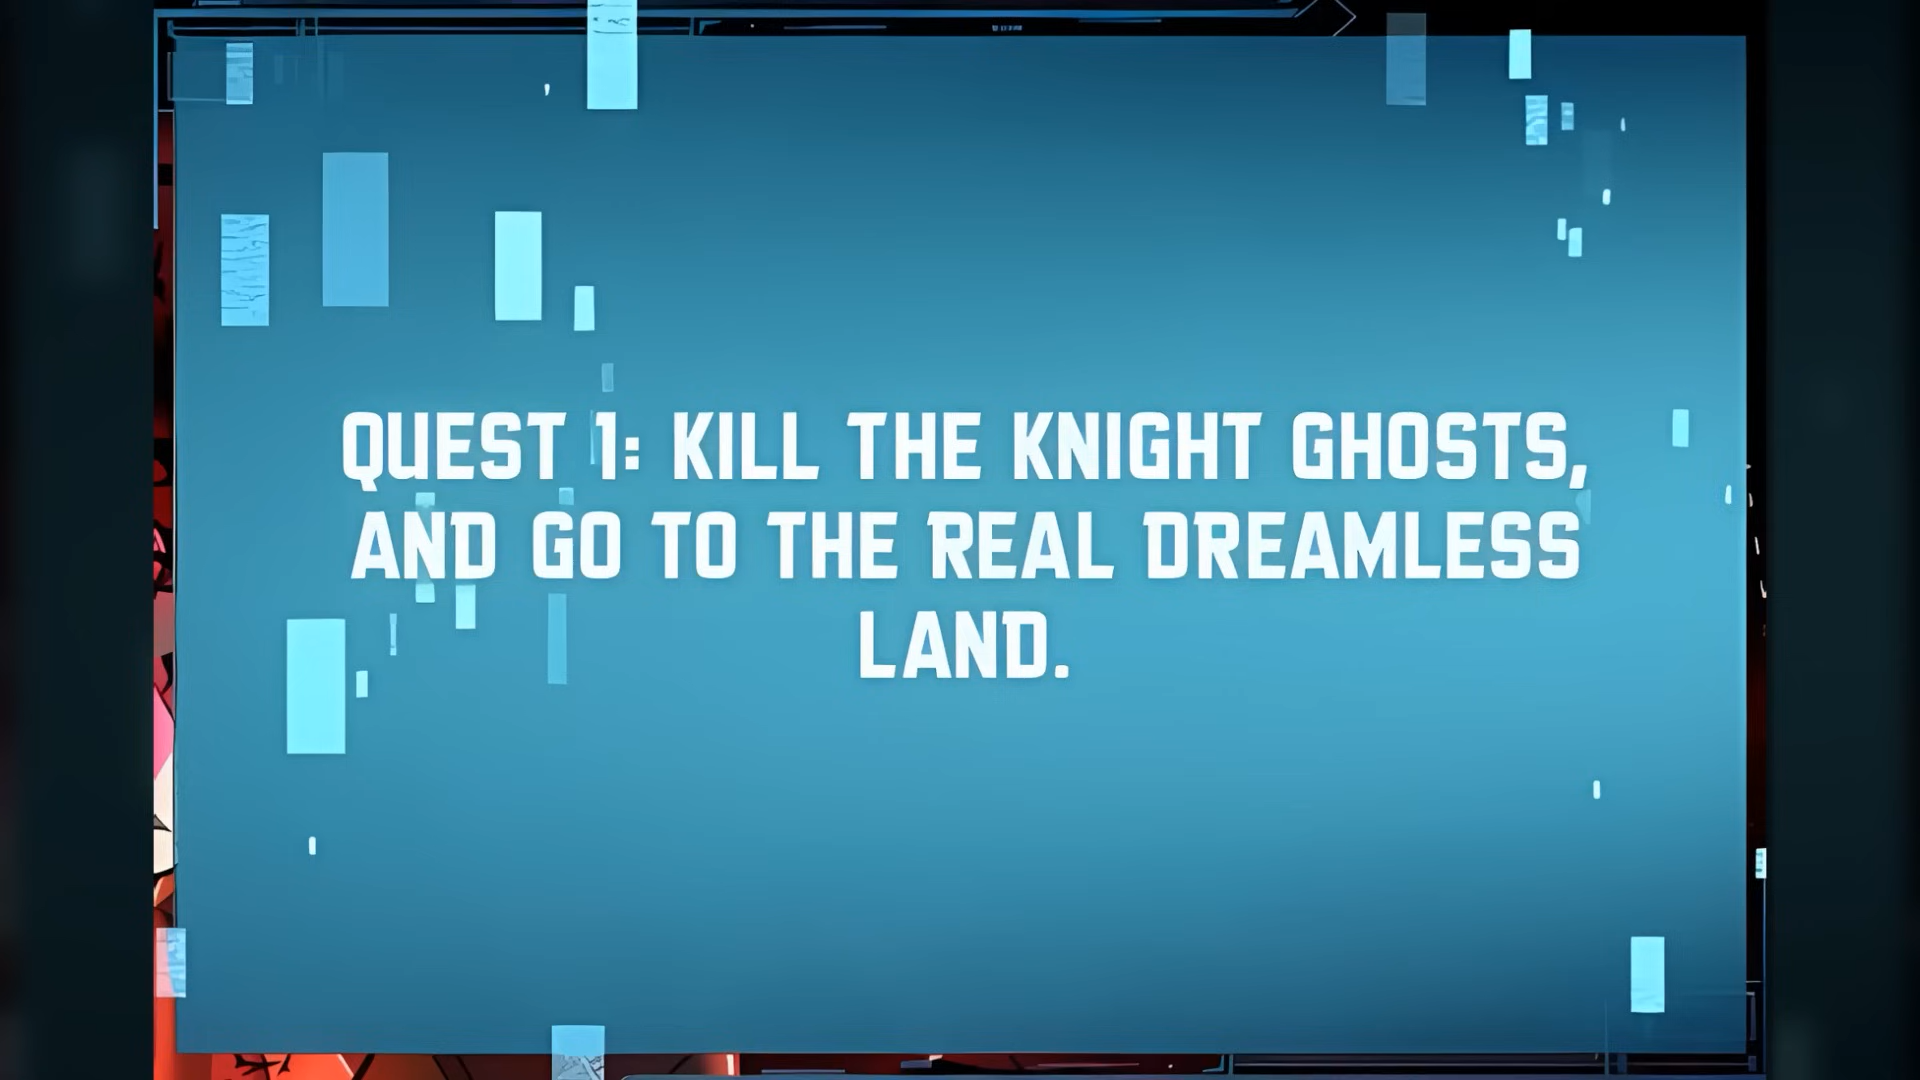 QUEST 1: KILL THE KNIGHT GHOSTS,
AND GO TO THE REAL DREAMLESS
LAND.